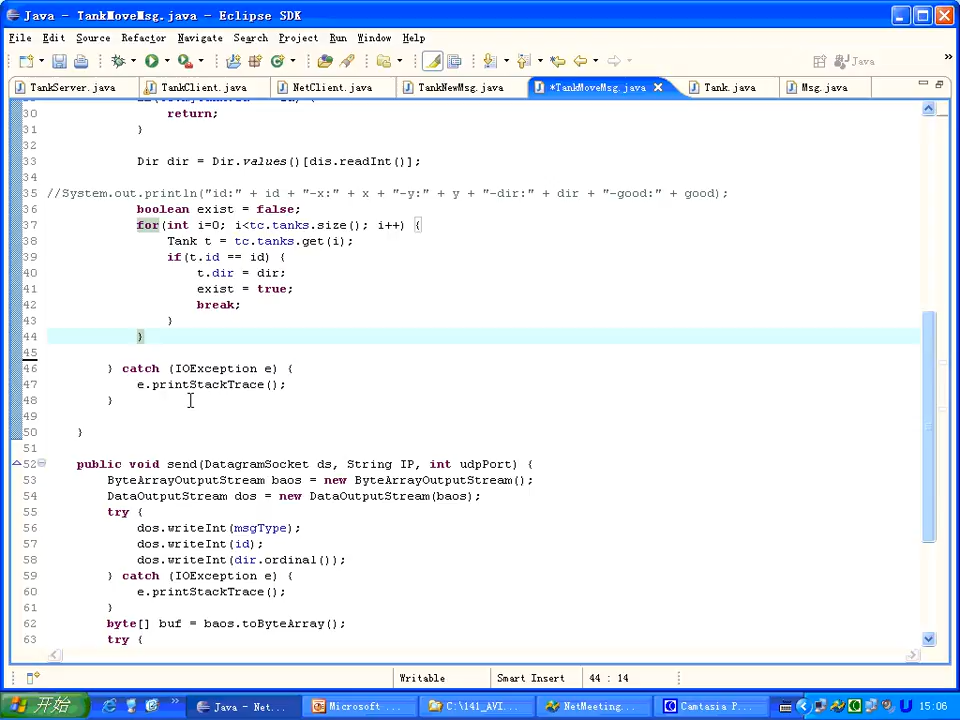 Java - TankMoveMsg.java - Eclipse SDK
File Edit Source Refactor Navigate Search Project Run Window Help
Java
TankServer.java TankClient.java NetClient.java TankNewMsg.java *TankMoveMsg.java Tank.java Msg.java
30 return;
31 }
32
33 Dir dir = Dir.values()[dis.readInt()];
34
35 //System.out.println("id:" + id + "-x:" + x + "-y:" + y + "-dir:" + dir + "-good:" + good);
36 boolean exist = false;
37 for(int i=0; i<tc.tanks.size(); i++) {
38 Tank t = tc.tanks.get(i);
39 if(t.id == id) {
40 t.dir = dir;
41 exist = true;
42 break;
43 }
44 }
45
46 } catch (IOException e) {
47 e.printStackTrace();
48 }
49
50 }
51
52 public void send(DatagramSocket ds, String IP, int udpPort) {
53 ByteArrayOutputStream baos = new ByteArrayOutputStream();
54 DataOutputStream dos = new DataOutputStream(baos);
55 try {
56 dos.writeInt(msgType);
57 dos.writeInt(id);
58 dos.writeInt(dir.ordinal());
59 } catch (IOException e) {
60 e.printStackTrace();
61 }
62 byte[] buf = baos.toByteArray();
63 try {
Writable Smart Insert 44 : 14
开始 Java - Net... Microsoft ... C:\141_AVI... NetMeeting... Camtasia P... 15:06